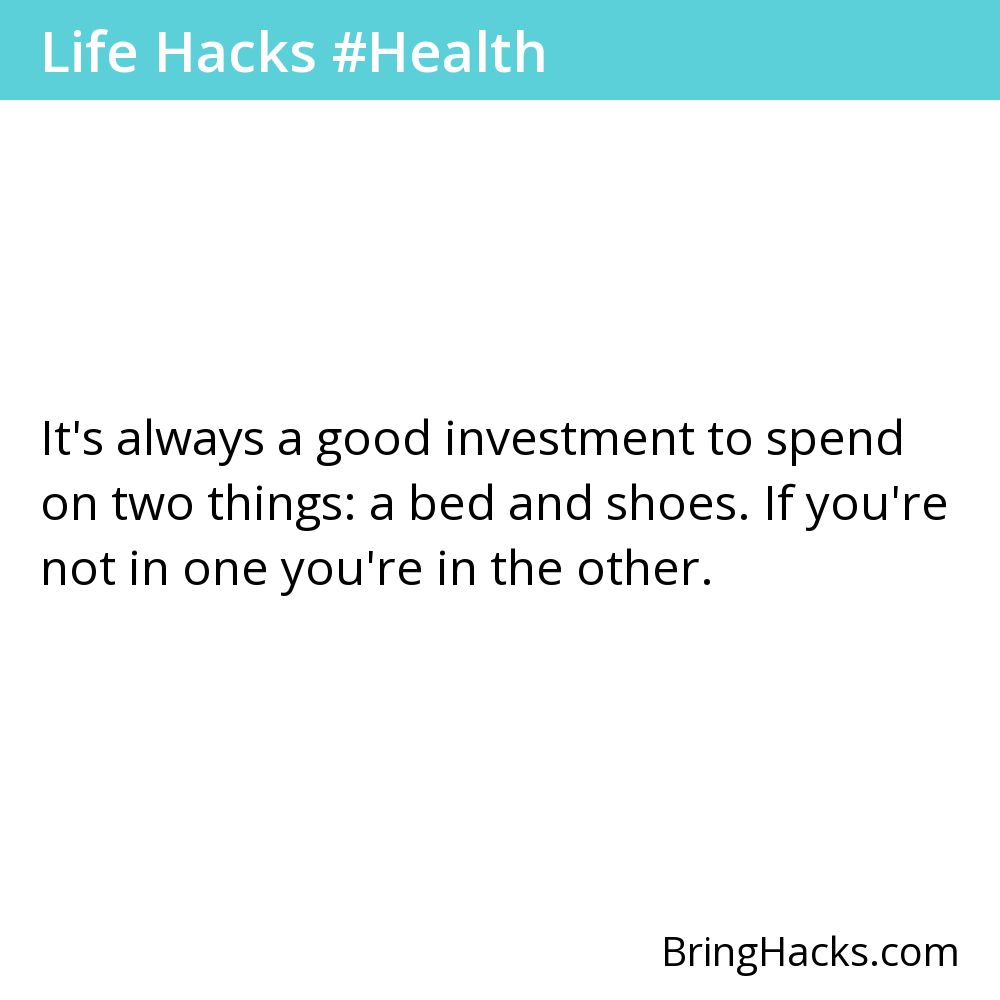 Life Hacks #Health
It's always a good investment to spend
on two things: a bed and shoes. If you're
not in one you're in the other.
BringHacks.com